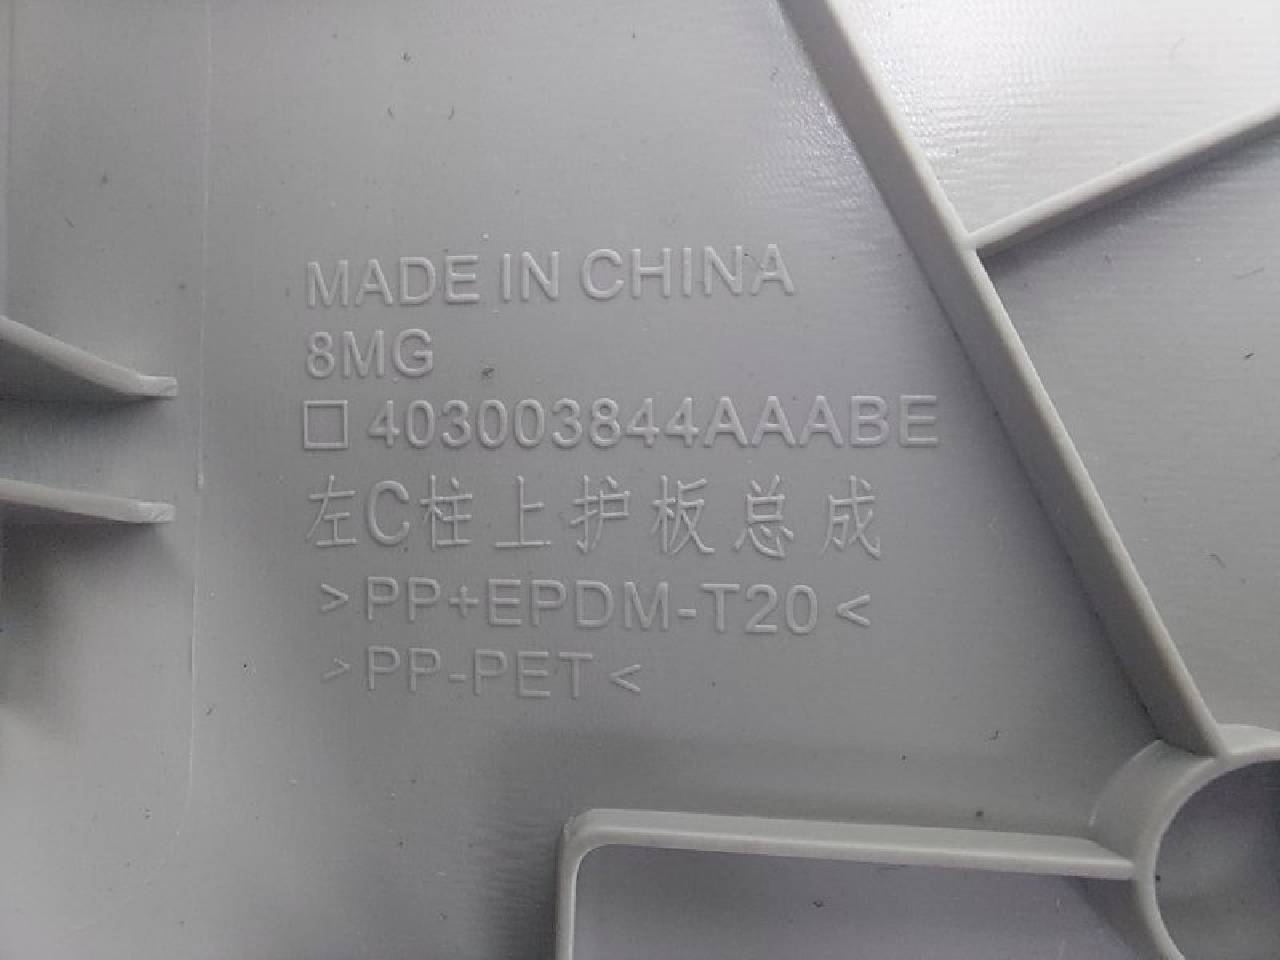 MADE IN CHINA
8MG
□403003844AAABE
左C柱上护板总成
>PP+EPDM-T20<
>PP-PET<